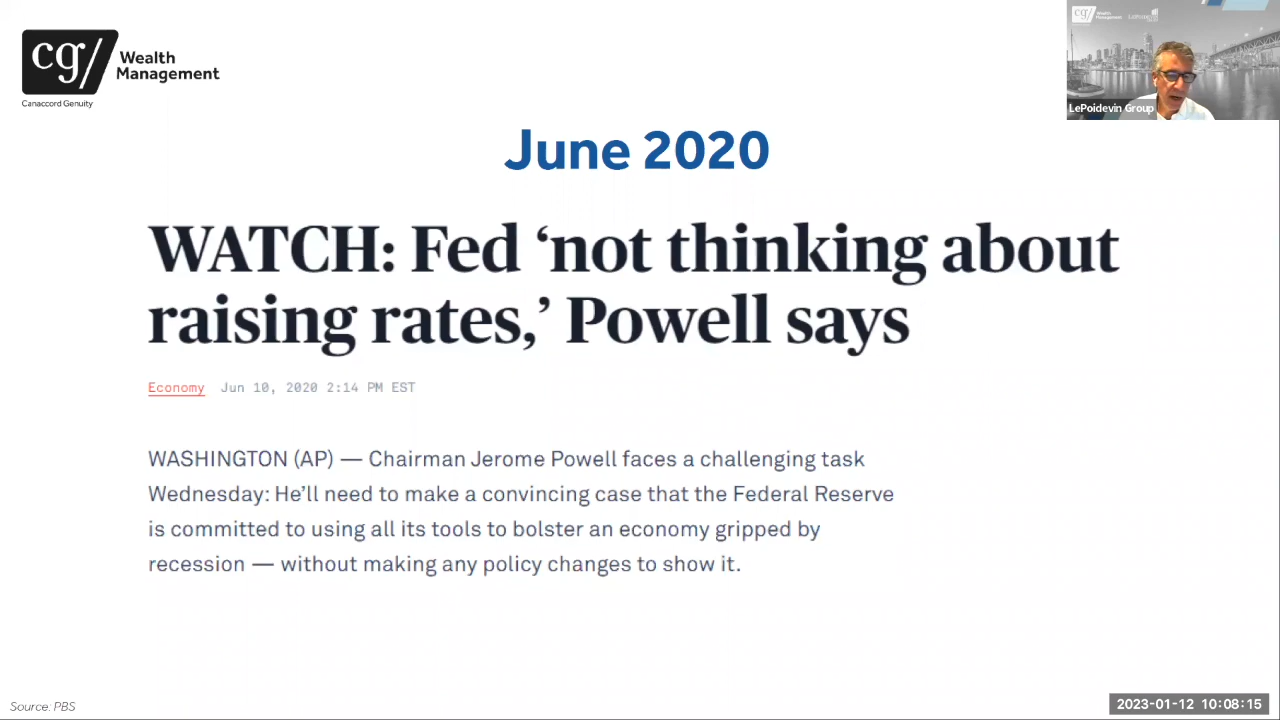 cg/ Wealth
Management
Canaccord Genuity
LePoidevin Group
June 2020
WATCH: Fed ‘not thinking about
raising rates,’ Powell says
Economy Jun 10, 2020 2:14 PM EST
WASHINGTON (AP) — Chairman Jerome Powell faces a challenging task
Wednesday: He’ll need to make a convincing case that the Federal Reserve
is committed to using all its tools to bolster an economy gripped by
recession — without making any policy changes to show it.
Source: PBS
2023-01-12 10:08:15